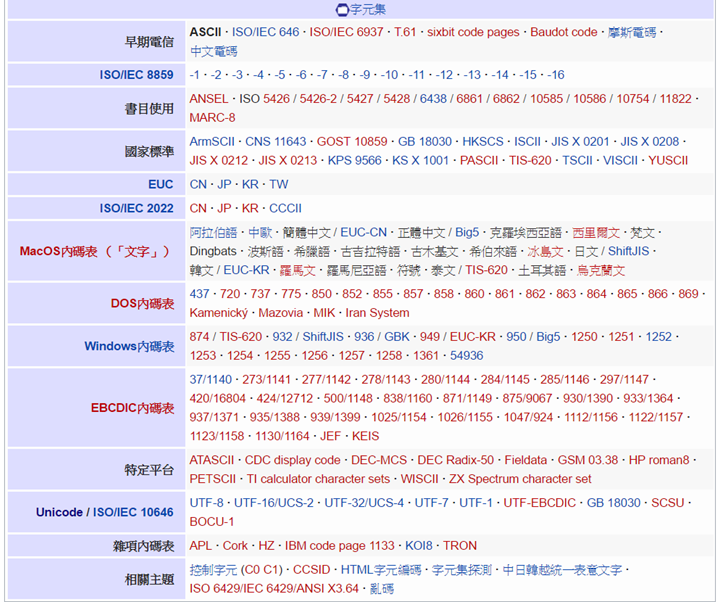 字元集
早期電信
ASCII · ISO/IEC 646 · ISO/IEC 6937 · T.61 · sixbit code pages · Baudot code · 摩斯電碼 ·
中文電碼
ISO/IEC 8859
-1 · -2 · -3 · -4 · -5 · -6 · -7 · -8 · -9 · -10 · -11 · -12 · -13 · -14 · -15 · -16
書目使用
ANSEL · ISO 5426 / 5426-2 / 5427 / 5428 / 6438 / 6861 / 6862 / 10585 / 10586 / 10754 / 11822 ·
MARC-8
國家標準
ArmSCII · CNS 11643 · GOST 10859 · GB 18030 · HKSCS · ISCII · JIS X 0201 · JIS X 0208 ·
JIS X 0212 · JIS X 0213 · KPS 9566 · KS X 1001 · PASCII · TIS-620 · TSCII · VISCII · YUSCII
EUC
CN · JP · KR · TW
ISO/IEC 2022
CN · JP · KR · CCCII
MacOS內碼表（「文字」）
阿拉伯語 · 中歐 · 簡體中文 / EUC-CN · 正體中文 / Big5 · 克羅埃西亞語 · 西里爾文 · 梵文 ·
Dingbats · 波斯語 · 希臘語 · 古吉拉特語 · 古木基文 · 希伯來語 · 冰島文 · 日文 / ShiftJIS ·
韓文 / EUC-KR · 羅馬文 · 羅馬尼亞語 · 符號 · 泰文 / TIS-620 · 土耳其語 · 烏克蘭文
DOS內碼表
437 · 720 · 737 · 775 · 850 · 852 · 855 · 857 · 858 · 860 · 861 · 862 · 863 · 864 · 865 · 866 · 869 ·
Kamenický · Mazovia · MIK · Iran System
Windows內碼表
874 / TIS-620 · 932 / ShiftJIS · 936 / GBK · 949 / EUC-KR · 950 / Big5 · 1250 · 1251 · 1252 ·
1253 · 1254 · 1255 · 1256 · 1257 · 1258 · 1361 · 54936
EBCDIC內碼表
37/1140 · 273/1141 · 277/1142 · 278/1143 · 280/1144 · 284/1145 · 285/1146 · 297/1147 ·
420/16804 · 424/12712 · 500/1148 · 838/1160 · 871/1149 · 875/9067 · 930/1390 · 933/1364 ·
937/1371 · 935/1388 · 939/1399 · 1025/1154 · 1026/1155 · 1047/924 · 1112/1156 · 1122/1157 ·
1123/1158 · 1130/1164 · JEF · KEIS
特定平台
ATASCII · CDC display code · DEC-MCS · DEC Radix-50 · Fieldata · GSM 03.38 · HP roman8 ·
PETSCII · TI calculator character sets · WISCII · ZX Spectrum character set
Unicode / ISO/IEC 10646
UTF-8 · UTF-16/UCS-2 · UTF-32/UCS-4 · UTF-7 · UTF-1 · UTF-EBCDIC · GB 18030 · SCSU ·
BOCU-1
雜項內碼表
APL · Cork · HZ · IBM code page 1133 · KOI8 · TRON
相關主題
控制字元 (C0 C1) · CCSID · HTML字元編碼 · 字元集探測 · 中日韓越統一表意文字 ·
ISO 6429/IEC 6429/ANSI X3.64 · 亂碼